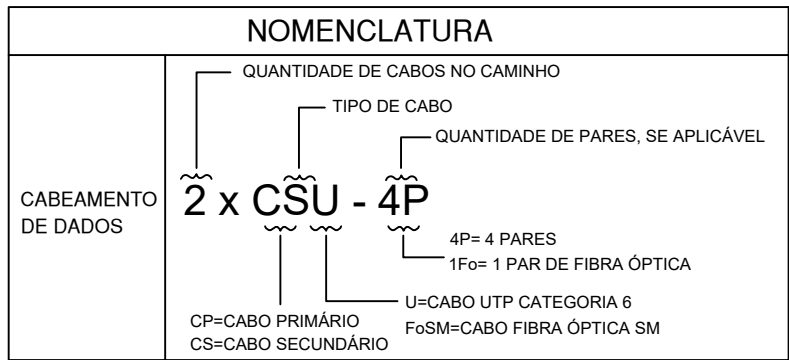 NOMENCLATURA
QUANTIDADE DE CABOS NO CAMINHO
TIPO DE CABO
QUANTIDADE DE PARES, SE APLICÁVEL
CABEAMENTO
DE DADOS
2 x CSU - 4P
4P= 4 PARES
1Fo= 1 PAR DE FIBRA ÓPTICA
U=CABO UTP CATEGORIA 6
FoSM=CABO FIBRA ÓPTICA SM
CP=CABO PRIMÁRIO
CS=CABO SECUNDÁRIO